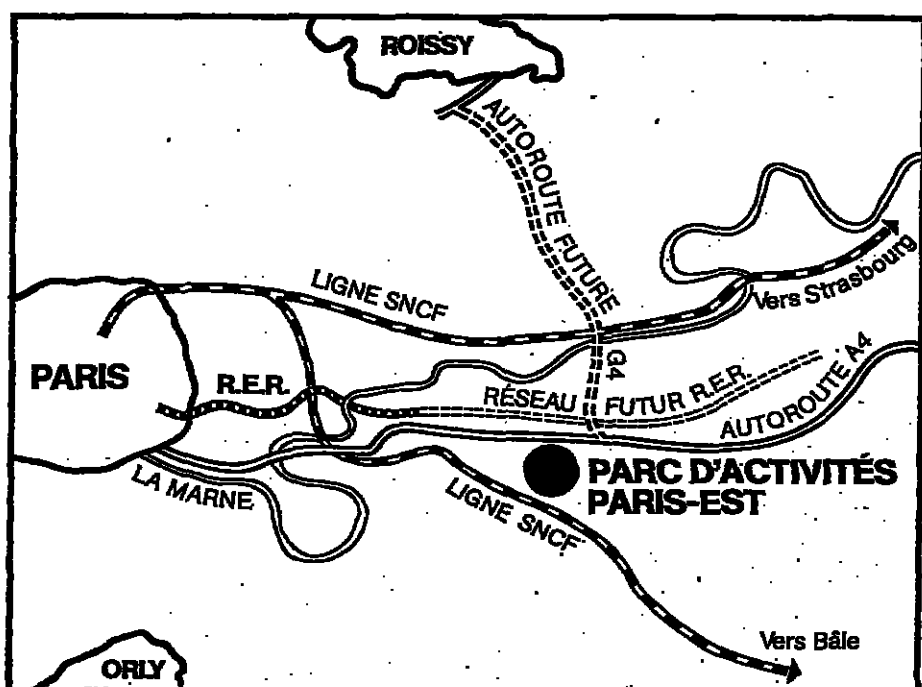 ROISSY
AUTOROUTE FUTURE
G4
LIGNE SNCF
Vers Strasbourg
PARIS
R.E.R.
RÉSEAU FUTUR R.E.R.
AUTOROUTE A4
LA MARNE
PARC D'ACTIVITÉS
PARIS-EST
LIGNE SNCF
Vers Bâle
ORLY